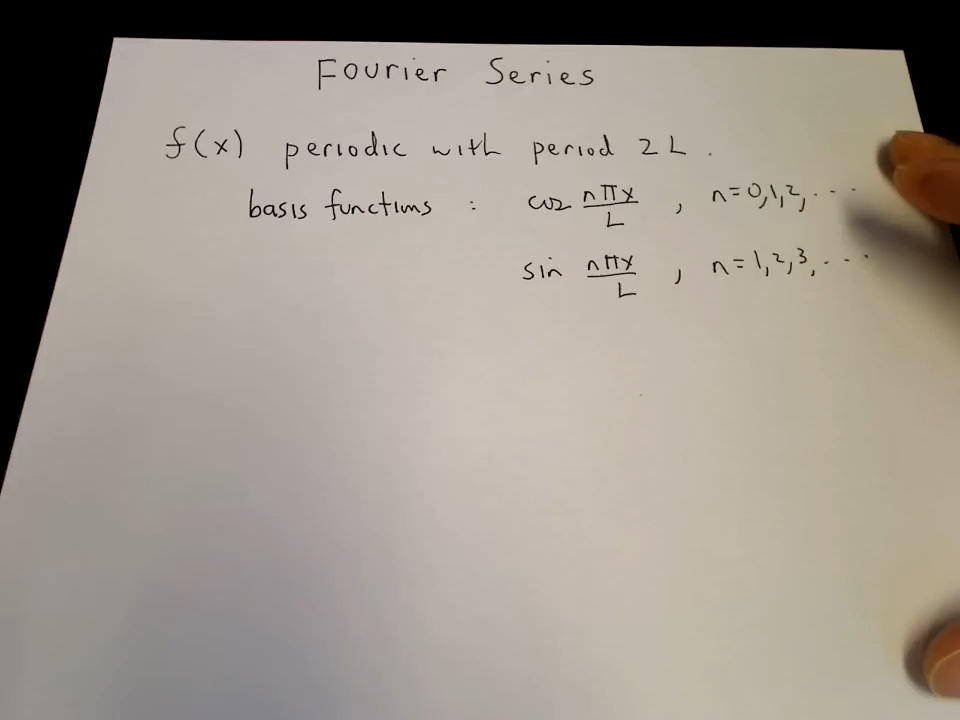 Fourier Series
f(x) periodic with period 2L.
basis functions : cos nπx/L , n=0,1,2,...
sin nπx/L , n=1,2,3,...